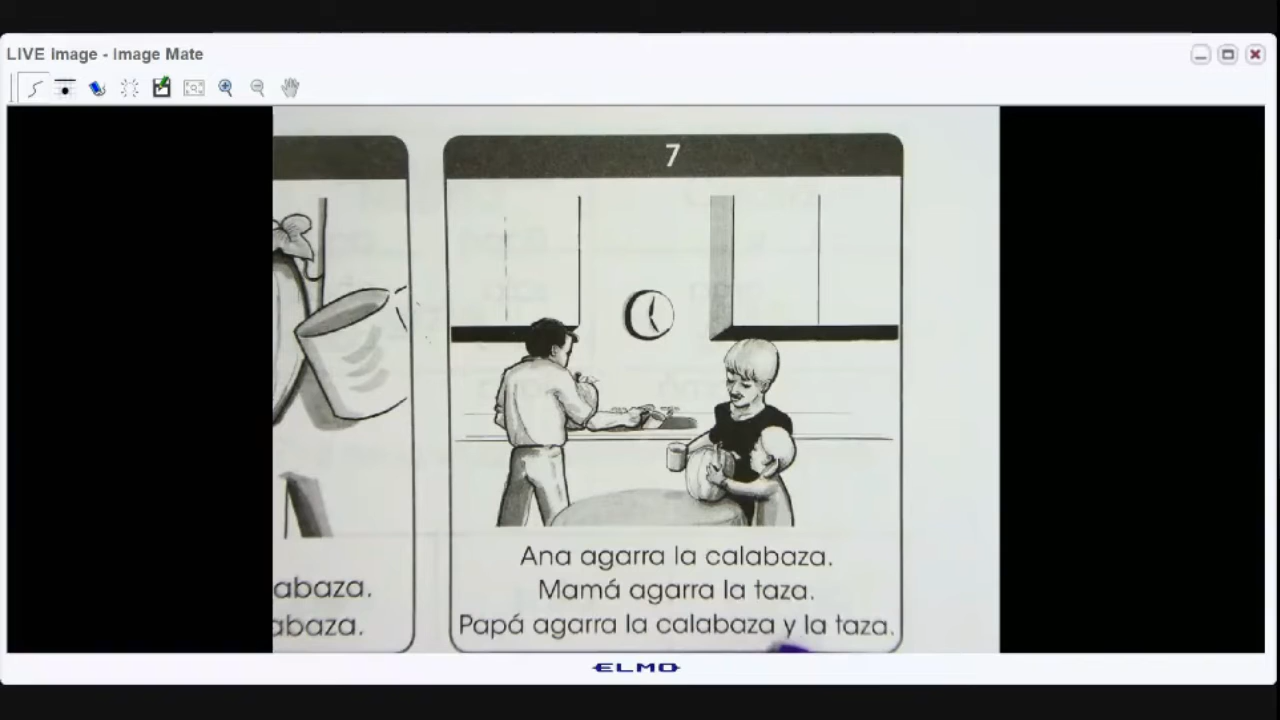 LIVE Image - Image Mate
7
abaza.
abaza.
Ana agarra la calabaza.
Mamá agarra la taza.
Papá agarra la calabaza y la taza.
ELMO